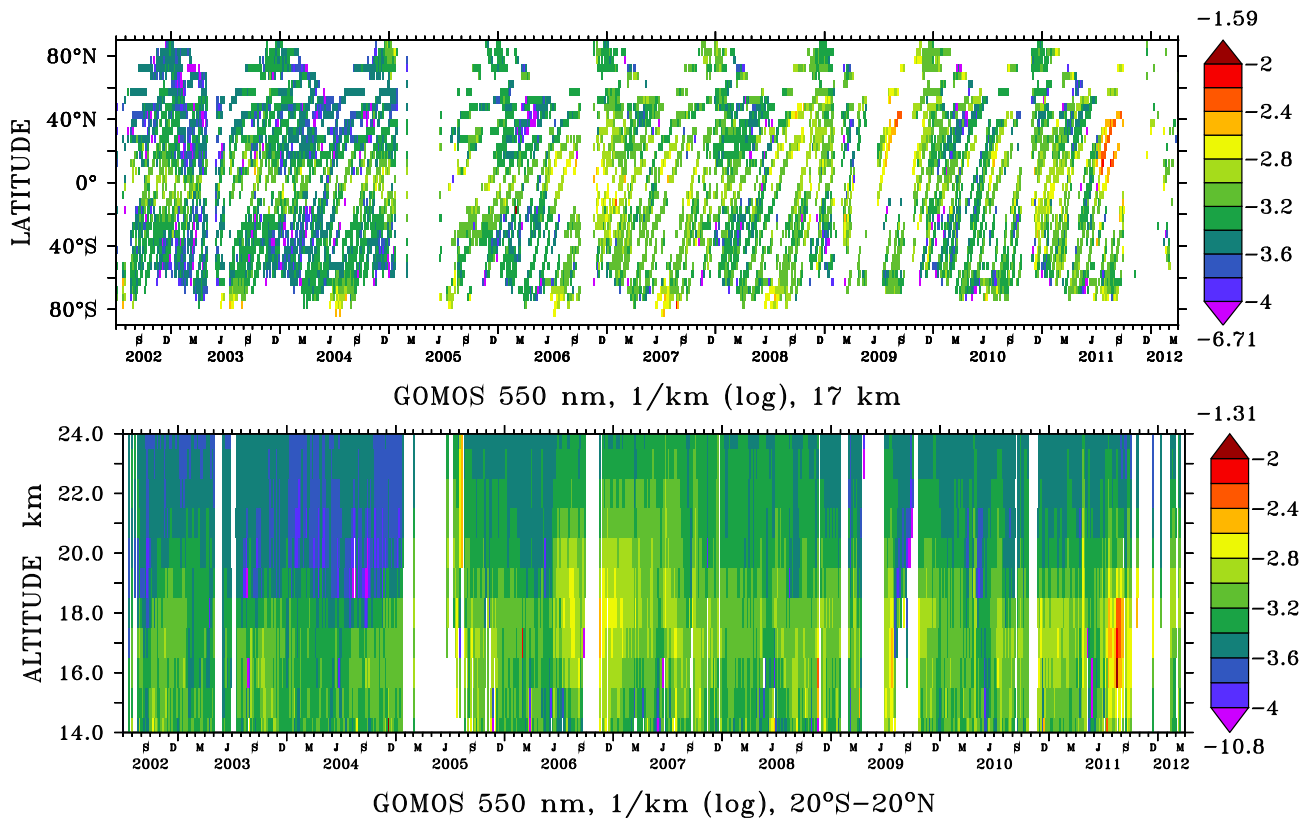 −1.59
80°N
40°N
0°
40°S
80°S
LATITUDE
−2
−2.4
−2.8
−3.2
−3.6
−4
−6.71
S D M J S D M J S D M J S D M J S D M J S D M J S D M J S D M J S D M J S D
2002 2003 2004 2005 2006 2007 2008 2009 2010 2011 2012
GOMOS 550 nm, 1/km (log), 17 km
−1.31
24.0
22.0
20.0
18.0
16.0
14.0
ALTITUDE km
−2
−2.4
−2.8
−3.2
−3.6
−4
−10.8
S D M J S D M J S D M J S D M J S D M J S D M J S D M J S D M J S D M J S D M
2002 2003 2004 2005 2006 2007 2008 2009 2010 2011 2012
GOMOS 550 nm, 1/km (log), 20°S−20°N